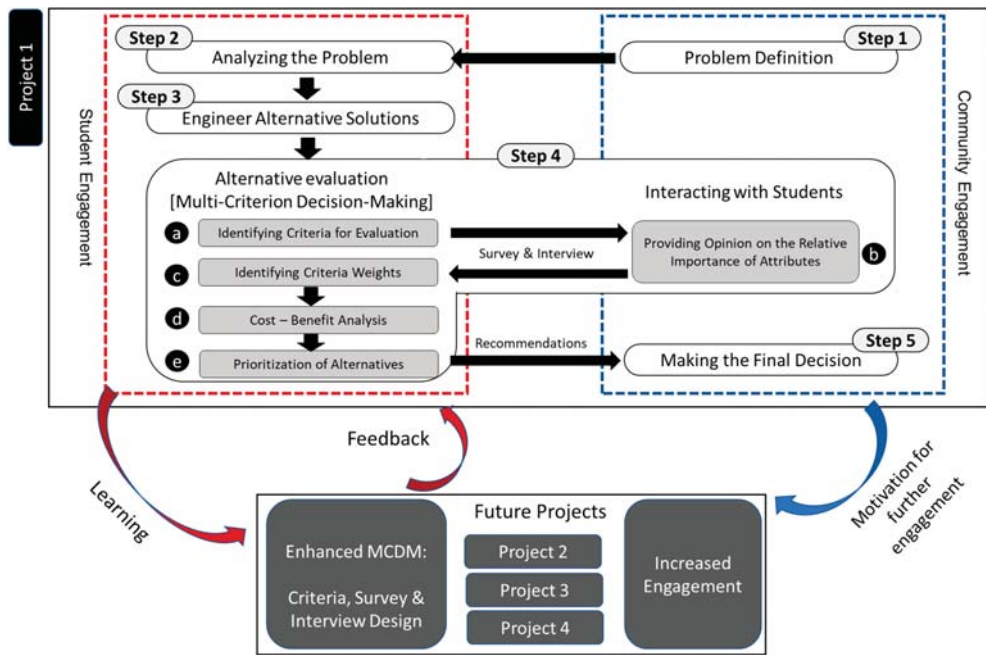 Project 1
Student Engagement
Community Engagement
Step 1
Problem Definition
Step 2
Analyzing the Problem
Step 3
Engineer Alternative Solutions
Step 4
Alternative evaluation
[Multi-Criterion Decision-Making]
Interacting with Students
a
Identifying Criteria for Evaluation
Survey & Interview
Providing Opinion on the Relative
Importance of Attributes
b
c
Identifying Criteria Weights
d
Cost – Benefit Analysis
e
Prioritization of Alternatives
Recommendations
Step 5
Making the Final Decision
Learning
Feedback
Motivation for
further
engagement
Future Projects
Enhanced MCDM:
Criteria, Survey &
Interview Design
Project 2
Project 3
Project 4
Increased
Engagement